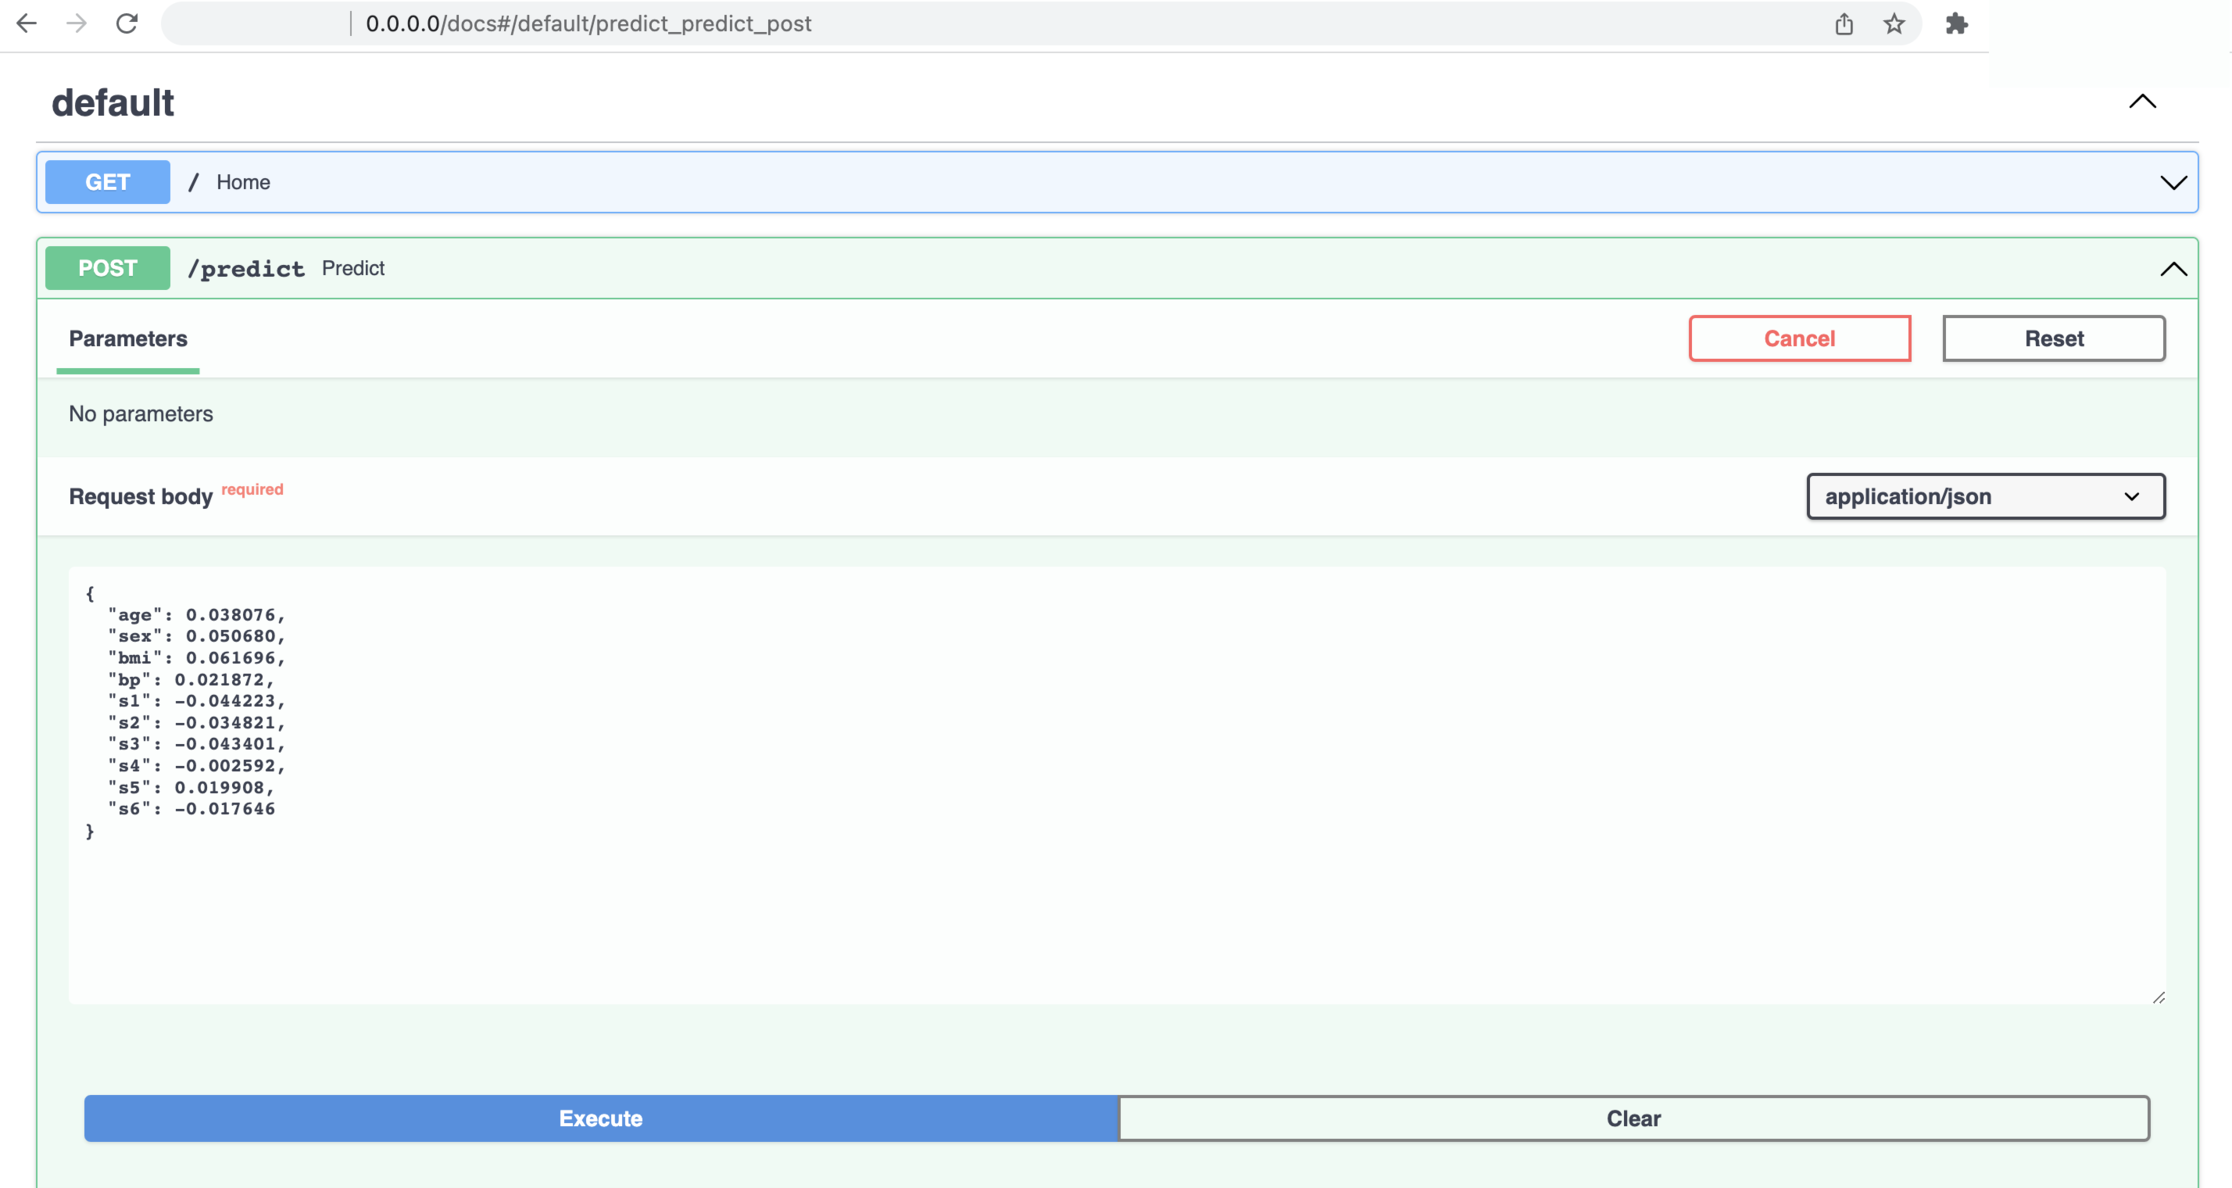 0.0.0.0/docs#/default/predict_predict_post
default
GET / Home
POST /predict Predict
Parameters Cancel Reset
No parameters
Request body required application/json
{
"age": 0.038076,
"sex": 0.050680,
"bmi": 0.061696,
"bp": 0.021872,
"s1": -0.044223,
"s2": -0.034821,
"s3": -0.043401,
"s4": -0.002592,
"s5": 0.019908,
"s6": -0.017646
}
Execute Clear